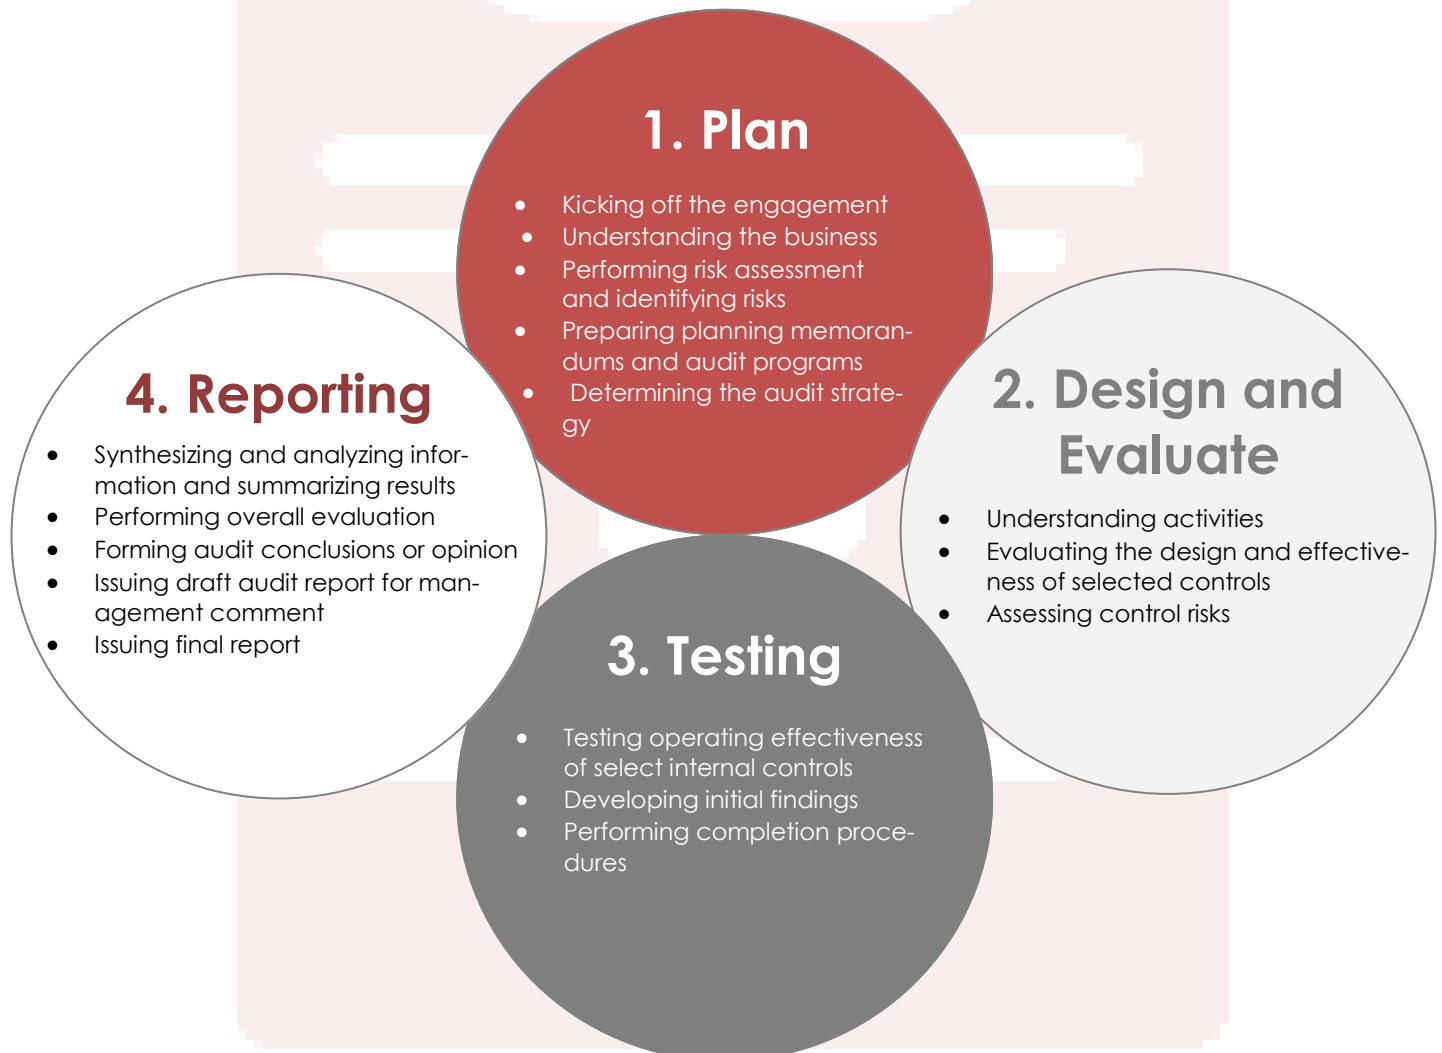 1. Plan
• Kicking off the engagement
• Understanding the business
• Performing risk assessment
and identifying risks
• Preparing planning memoran-
dums and audit programs
• Determining the audit strate-
gy
2. Design and
Evaluate
• Understanding activities
• Evaluating the design and effective-
ness of selected controls
• Assessing control risks
3. Testing
• Testing operating effectiveness
of select internal controls
• Developing initial findings
• Performing completion proce-
dures
4. Reporting
• Synthesizing and analyzing infor-
mation and summarizing results
• Performing overall evaluation
• Forming audit conclusions or opinion
• Issuing draft audit report for man-
agement comment
• Issuing final report